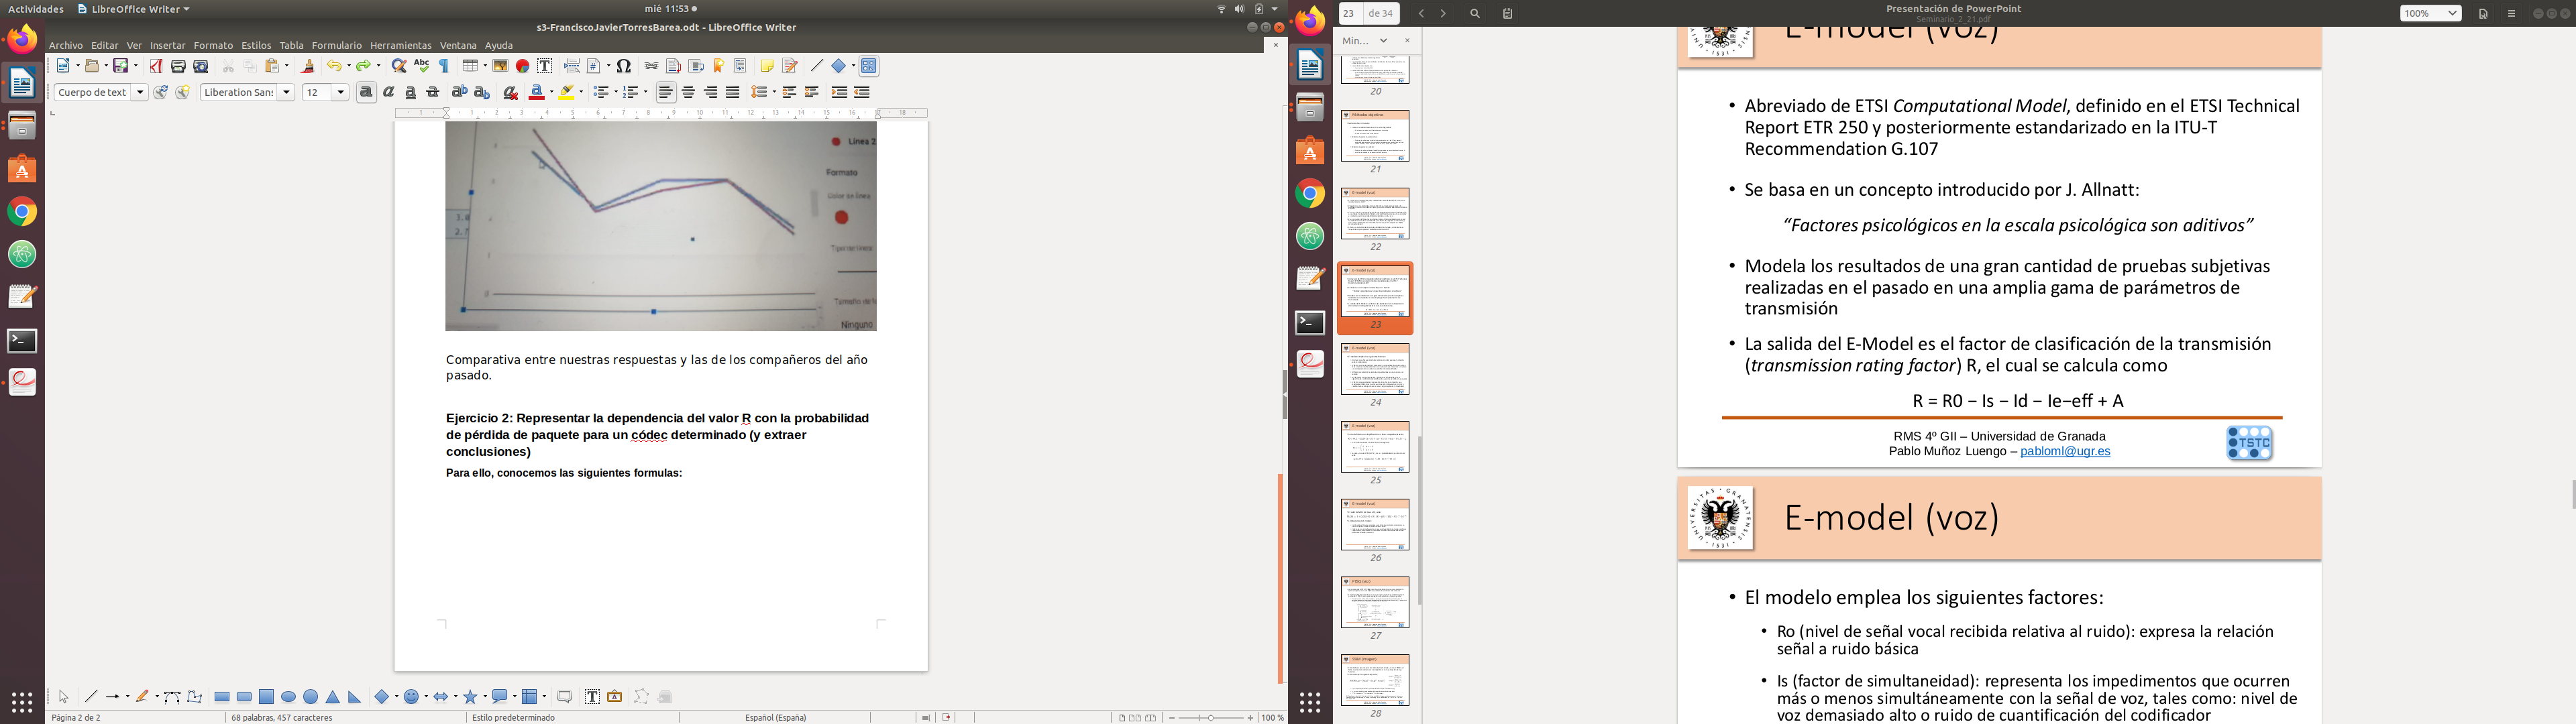 Actividades
LibreOffice Writer
mié 11:53
s3-FranciscoJavierTorresBarea.odt - LibreOffice Writer
Archivo Editar Ver Insertar Formato Estilos Tabla Formulario Herramientas Ventana Ayuda
Cuerpo de text
Liberation Sans
12
Línea 2
Formato
Ninguno
Comparativa entre nuestras respuestas y las de los compañeros del año
pasado.
Ejercicio 2: Representar la dependencia del valor R con la probabilidad
de pérdida de paquete para un códec determinado (y extraer
conclusiones)
Para ello, conocemos las siguientes formulas:
Página 2 de 2
68 palabras, 457 caracteres
Estilo predeterminado
Español (España)
100 %
23 de 34
Presentación de PowerPoint
Seminario_2_21.pdf
100%
Min...
20
21
22
23
24
25
26
27
28
E-model (voz)
• Abreviado de ETSI Computational Model, definido en el ETSI Technical
Report ETR 250 y posteriormente estandarizado en la ITU-T
Recommendation G.107
• Se basa en un concepto introducido por J. Allnatt:
“Factores psicológicos en la escala psicológica son aditivos”
• Modela los resultados de una gran cantidad de pruebas subjetivas
realizadas en el pasado en una amplia gama de parámetros de
transmisión
• La salida del E-Model es el factor de clasificación de la transmisión
(transmission rating factor) R, el cual se calcula como
R = R0 − Is − Id − Ie−eff + A
RMS 4º GII – Universidad de Granada
Pablo Muñoz Luengo – pabloml@ugr.es
TSTC
E-model (voz)
• El modelo emplea los siguientes factores:
• Ro (nivel de señal vocal recibida relativa al ruido): expresa la relación
señal a ruido básica
• Is (factor de simultaneidad): representa los impedimentos que ocurren
más o menos simultáneamente con la señal de voz, tales como: nivel de
voz demasiado alto o ruido de cuantificación del codificador